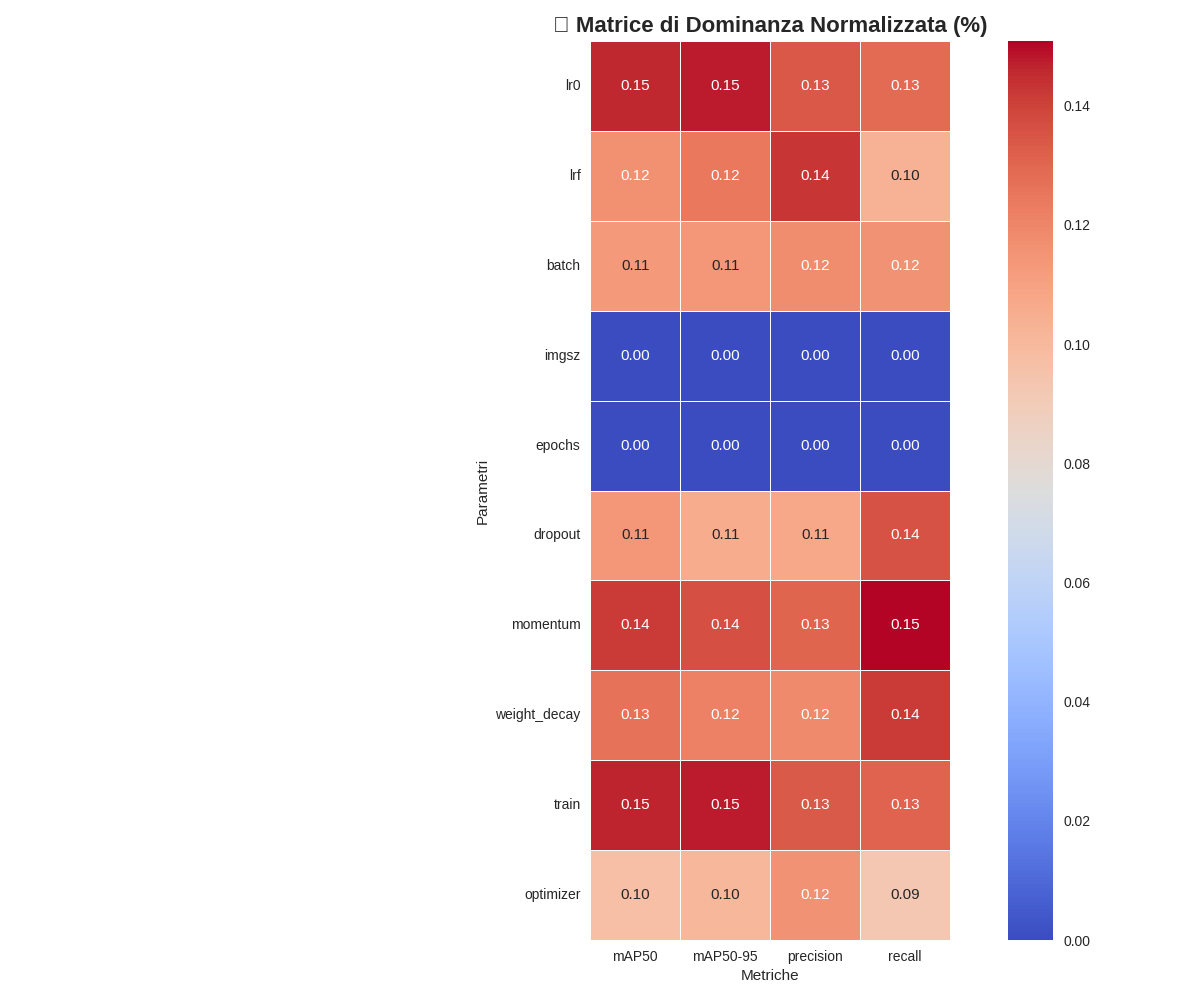 Matrice di Dominanza Normalizzata (%)
lr0 0.15 0.15 0.13 0.13
lrf 0.12 0.12 0.14 0.10
batch 0.11 0.11 0.12 0.12
imgsz 0.00 0.00 0.00 0.00
epochs 0.00 0.00 0.00 0.00
dropout 0.11 0.11 0.11 0.14
momentum 0.14 0.14 0.13 0.15
weight_decay 0.13 0.12 0.12 0.14
train 0.15 0.15 0.13 0.13
optimizer 0.10 0.10 0.12 0.09
mAP50 mAP50-95 precision recall
Metriche
Parametri
0.14
0.12
0.10
0.08
0.06
0.04
0.02
0.00